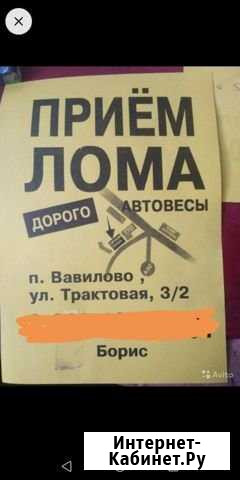 ПРИЁМ
ЛОМА
ДОРОГО
АВТОВЕСЫ
п. Вавилово ,
ул. Трактовая, 3/2
Борис
Avito
Интернет-
Кабинет.Ру